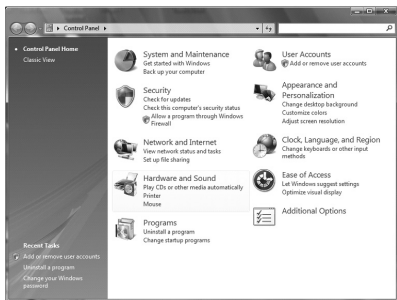 Control Panel
Control Panel Home
Classic View
System and Maintenance
Get started with Windows
Back up your computer
Security
Check for updates
Check this computer's security status
Allow a program through Windows
Firewall
Network and Internet
View network status and tasks
Set up file sharing
Hardware and Sound
Play CDs or other media automatically
Printer
Mouse
Programs
Uninstall a program
Change startup programs
User Accounts
Add or remove user accounts
Appearance and
Personalization
Change desktop background
Customize colors
Adjust screen resolution
Clock, Language, and Region
Change keyboards or other input
methods
Ease of Access
Let Windows suggest settings
Optimize visual display
Additional Options
Recent Tasks
Add or remove user accounts
Uninstall a program
Change your Windows
password